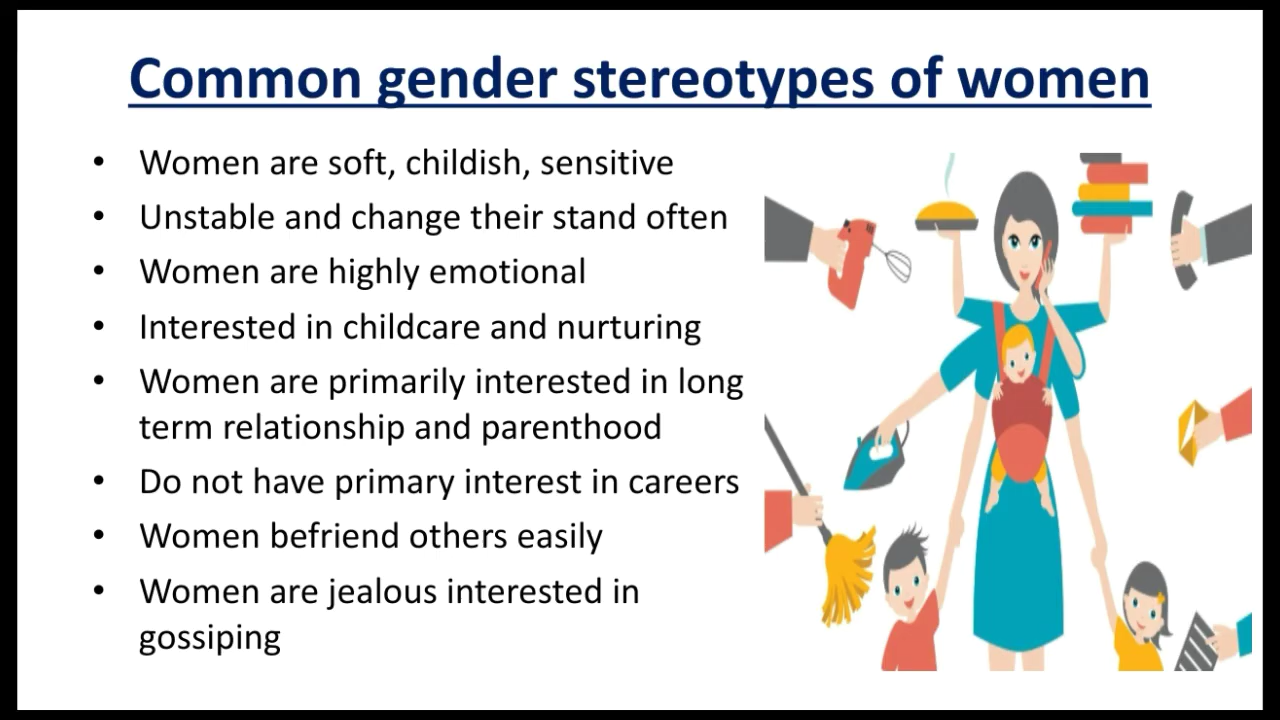 Common gender stereotypes of women
• Women are soft, childish, sensitive
• Unstable and change their stand often
• Women are highly emotional
• Interested in childcare and nurturing
• Women are primarily interested in long
term relationship and parenthood
• Do not have primary interest in careers
• Women befriend others easily
• Women are jealous interested in
gossiping